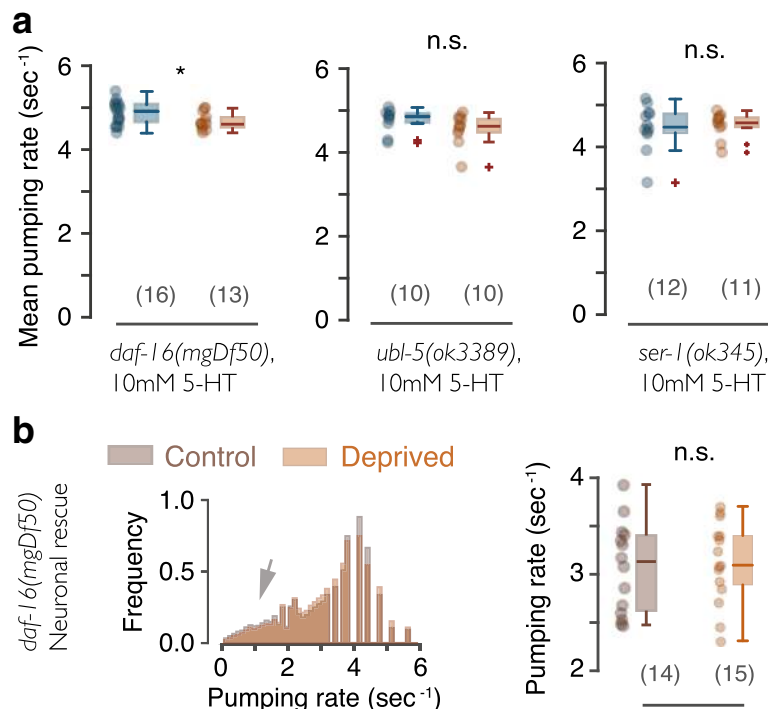 a
Mean pumping rate (sec⁻¹)
6
4
2
0
*
(16)
(13)
daf-16(mgDf50),
10mM 5-HT
n.s.
6
4
2
0
(10)
(10)
ubl-5(ok3389),
10mM 5-HT
n.s.
6
4
2
0
(12)
(11)
ser-1(ok345),
10mM 5-HT
b
Control
Deprived
daf-16(mgDf50)
Neuronal rescue
Frequency
1.0
0.5
0.0
0
2
4
6
Pumping rate (sec⁻¹)
n.s.
Pumping rate (sec⁻¹)
4
3
2
(14)
(15)